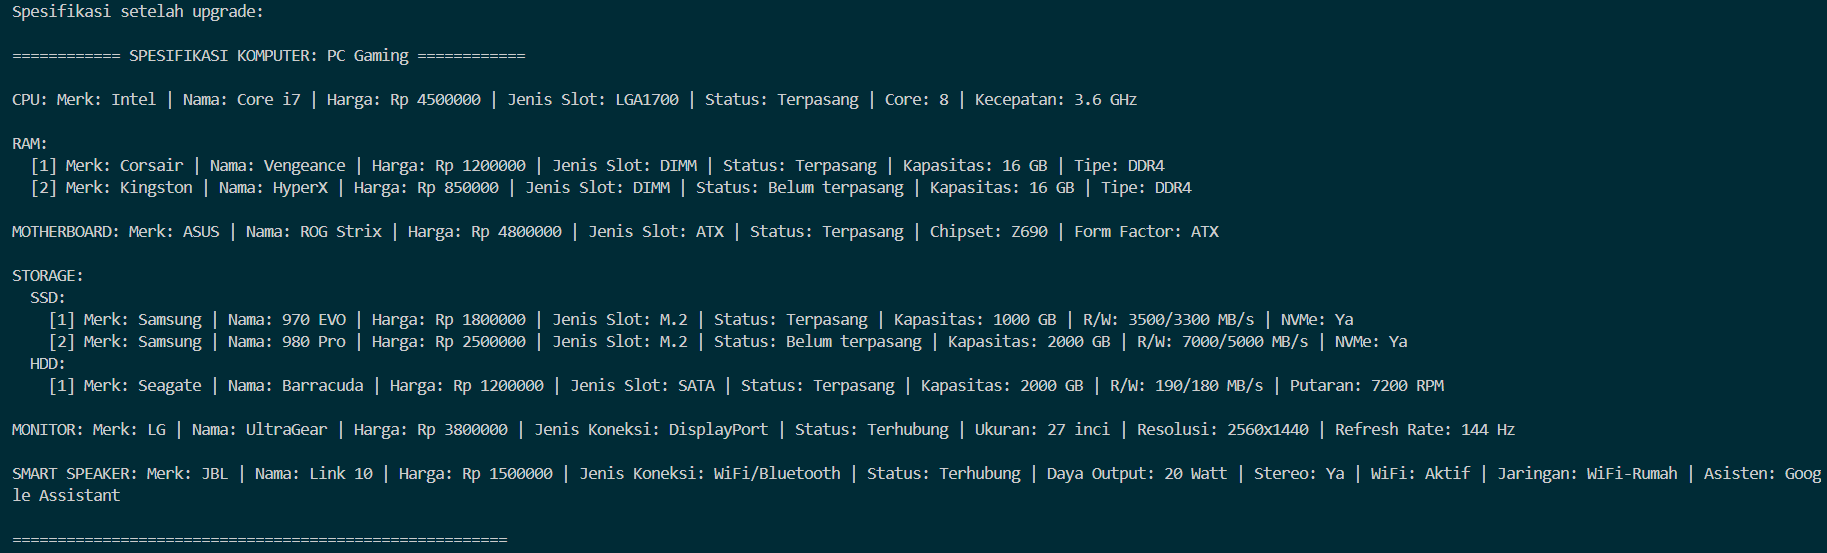 Spesifikasi setelah upgrade:
============ SPESIFIKASI KOMPUTER: PC Gaming ============
CPU: Merk: Intel | Nama: Core i7 | Harga: Rp 4500000 | Jenis Slot: LGA1700 | Status: Terpasang | Core: 8 | Kecepatan: 3.6 GHz
RAM:
  [1] Merk: Corsair | Nama: Vengeance | Harga: Rp 1200000 | Jenis Slot: DIMM | Status: Terpasang | Kapasitas: 16 GB | Tipe: DDR4
  [2] Merk: Kingston | Nama: HyperX | Harga: Rp 850000 | Jenis Slot: DIMM | Status: Belum terpasang | Kapasitas: 16 GB | Tipe: DDR4
MOTHERBOARD: Merk: ASUS | Nama: ROG Strix | Harga: Rp 4800000 | Jenis Slot: ATX | Status: Terpasang | Chipset: Z690 | Form Factor: ATX
STORAGE:
  SSD:
    [1] Merk: Samsung | Nama: 970 EVO | Harga: Rp 1800000 | Jenis Slot: M.2 | Status: Terpasang | Kapasitas: 1000 GB | R/W: 3500/3300 MB/s | NVMe: Ya
    [2] Merk: Samsung | Nama: 980 Pro | Harga: Rp 2500000 | Jenis Slot: M.2 | Status: Belum terpasang | Kapasitas: 2000 GB | R/W: 7000/5000 MB/s | NVMe: Ya
  HDD:
    [1] Merk: Seagate | Nama: Barracuda | Harga: Rp 1200000 | Jenis Slot: SATA | Status: Terpasang | Kapasitas: 2000 GB | R/W: 190/180 MB/s | Putaran: 7200 RPM
MONITOR: Merk: LG | Nama: UltraGear | Harga: Rp 3800000 | Jenis Koneksi: DisplayPort | Status: Terhubung | Ukuran: 27 inci | Resolusi: 2560x1440 | Refresh Rate: 144 Hz
SMART SPEAKER: Merk: JBL | Nama: Link 10 | Harga: Rp 1500000 | Jenis Koneksi: WiFi/Bluetooth | Status: Terhubung | Daya Output: 20 Watt | Stereo: Ya | WiFi: Aktif | Jaringan: WiFi-Rumah | Asisten: Goog
le Assistant
=======================================================